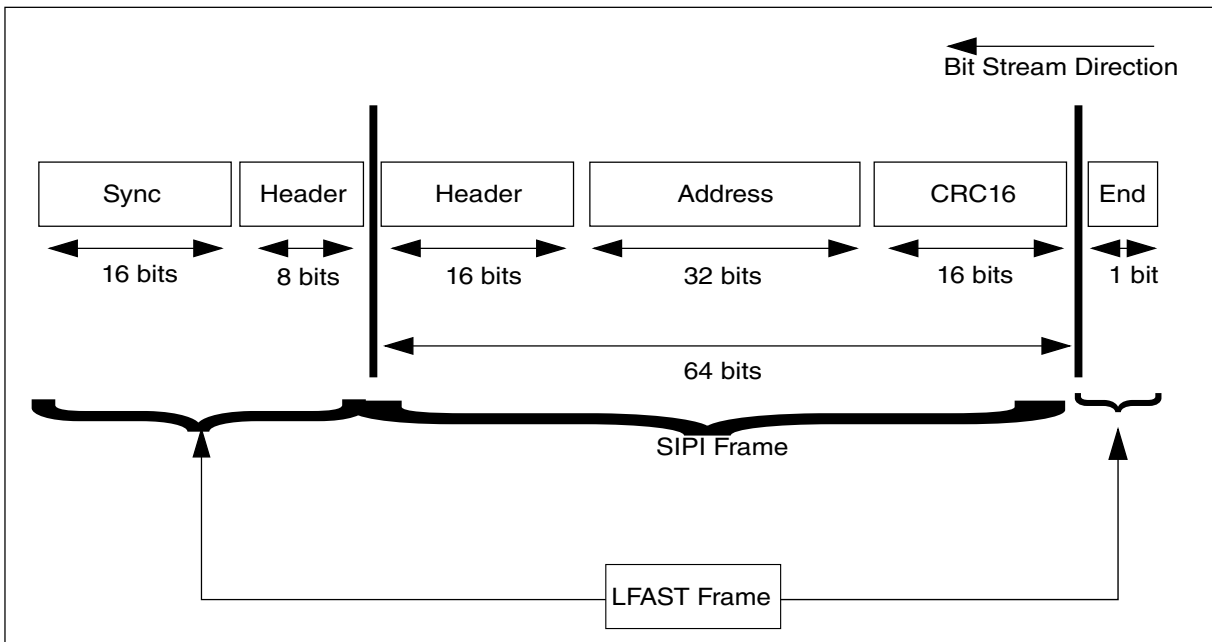 Bit Stream Direction
Sync
Header
Header
Address
CRC16
End
16 bits
8 bits
16 bits
32 bits
16 bits
1 bit
64 bits
SIPI Frame
LFAST Frame